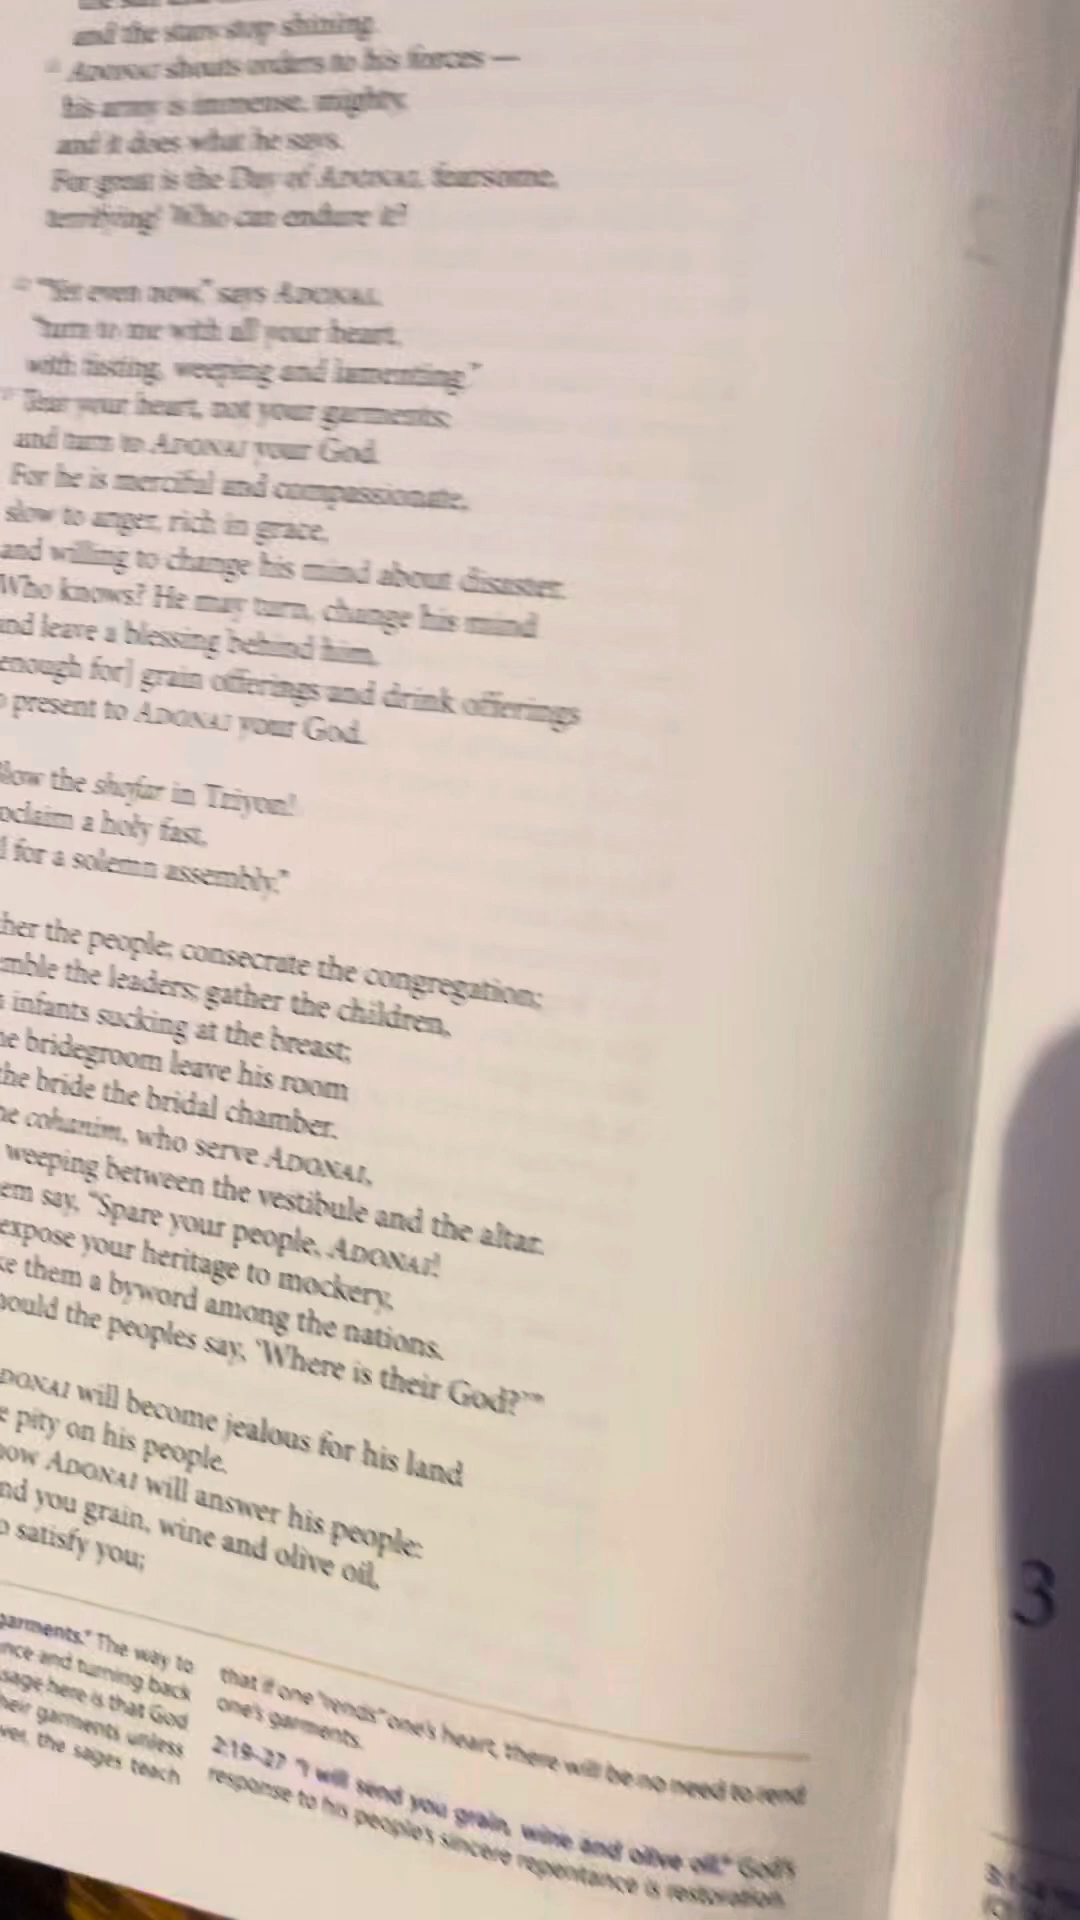 and the stars stop shining.
ADONAI shouts orders to his forces —
his army is immense, mighty,
and it does what he says.
For great is the Day of ADONAI, fearsome,
terrifying! Who can endure it?
"Yet even now," says ADONAI,
"turn to me with all your heart,
with fasting, weeping and lamenting."
Tear your heart, not your garments;
and turn to ADONAI your God.
For he is merciful and compassionate,
slow to anger, rich in grace,
and willing to change his mind about disaster.
Who knows? He may turn, change his mind
and leave a blessing behind him,
enough for] grain offerings and drink offerings
present to ADONAI your God.
low the shofar in Tziyon!
oclaim a holy fast,
for a solemn assembly."
ther the people; consecrate the congregation;
mble the leaders; gather the children,
infants sucking at the breast;
he bridegroom leave his room
the bride the bridal chamber.
he cohanim, who serve ADONAI,
weeping between the vestibule and the altar.
em say, "Spare your people, ADONAI!
expose your heritage to mockery,
ke them a byword among the nations.
hould the peoples say, 'Where is their God?'"
DONAI will become jealous for his land
e pity on his people.
how ADONAI will answer his people:
nd you grain, wine and olive oil,
o satisfy you;
garments." The way to
nce and turning back
sage here is that God
heir garments unless
ver, the sages teach
that if one "rends" one's heart, there will be no need to rend
one's garments.
2:19–27 "I will send you grain, wine and olive oil." God's
response to his people's sincere repentance is restoration.
3